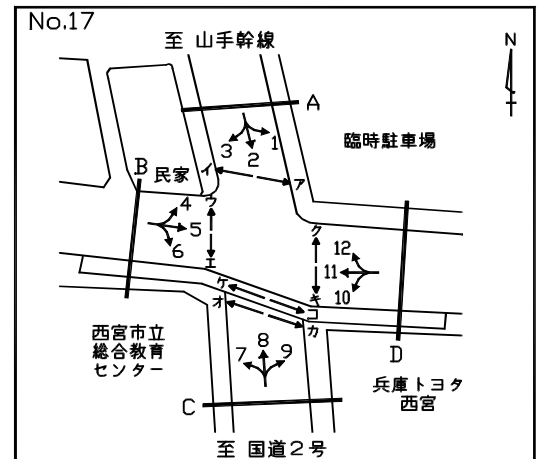 No.17
至 山手幹線
N
A
臨時駐車場
3
2
1
B
民家
イ
ア
ウ
4
5
6
エ
ク
12
11
10
キ
ケ
コ
オ
カ
西宮市立
総合教育
センター
7
8
9
D
兵庫トヨタ
西宮
C
至 国道2号